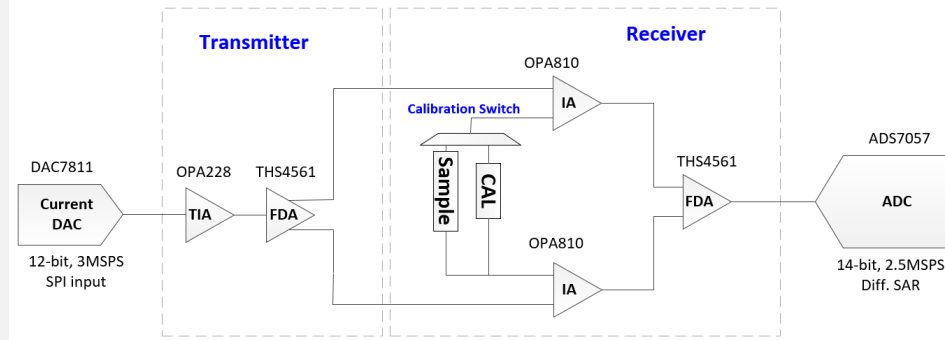 Transmitter
Receiver
OPA810
IA
Calibration Switch
DAC7811
OPA228
THS4561
Sample
CAL
THS4561
ADS7057
Current
DAC
TIA
FDA
FDA
ADC
OPA810
12-bit, 3MSPS
SPI input
IA
14-bit, 2.5MSPS
Diff. SAR